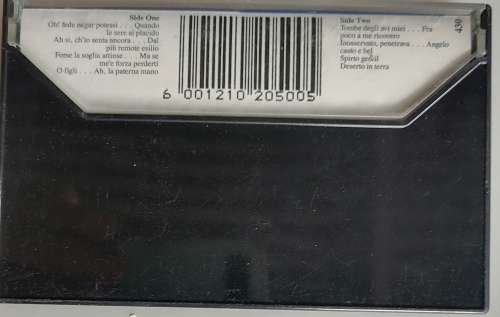 Side One
Oh! fede negar potessi . . . Quando
le sere al placido
Ah si, ch'io senta ancora . . . Dal
più remote esilio
Forse la soglia attinse . . . Ma se
m'e forza perderti
O figli . . . Ah, la paterna mano
6 001210 205005
Side Two
Tombe degli avi miei . . . Fra
poco a me ricovero
Inosservato, penetrava . . . Angelo
casto e bel
Spirto gentil
Deserto in terra
430